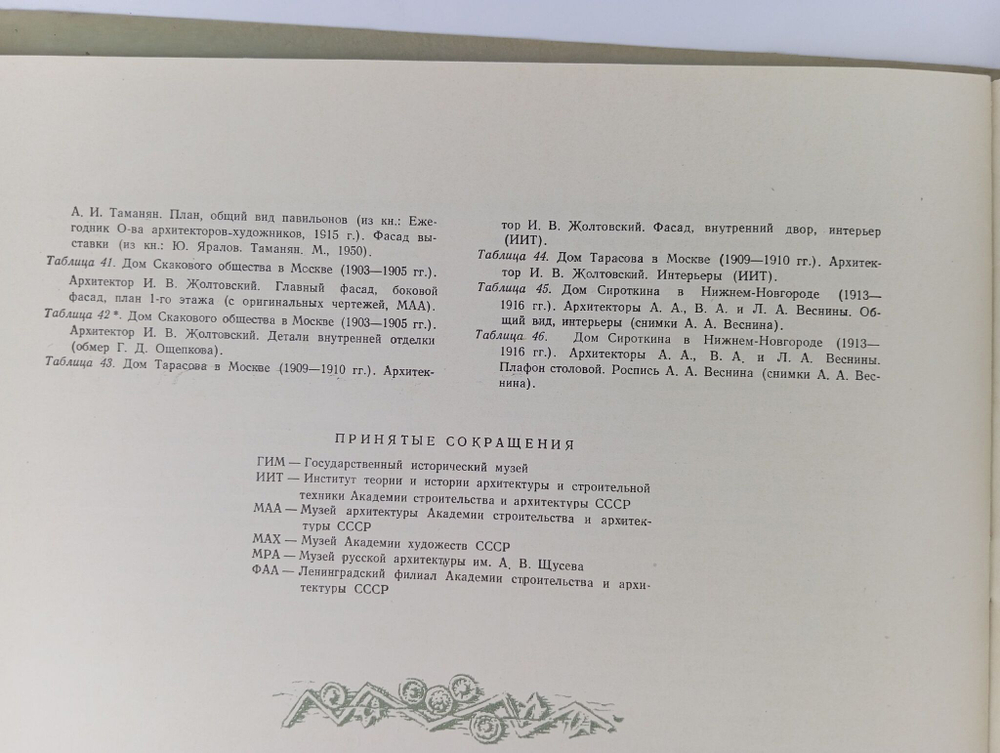 А. И. Таманян. План, общий вид павильонов (из кн.: Еже-
годник О-ва архитекторов-художников, 1915 г.). Фасад вы-
ставки (из кн.: Ю. Яралов. Таманян. М., 1950).
Таблица 41. Дом Скакового общества в Москве (1903—1905 гг.).
Архитектор И. В. Жолтовский. Главный фасад, боковой
фасад, план 1-го этажа (с оригинальных чертежей, МАА).
Таблица 42*. Дом Скакового общества в Москве (1903—1905 гг.).
Архитектор И. В. Жолтовский. Детали внутренней отделки
(обмер Г. Д. Ощепкова).
Таблица 43. Дом Тарасова в Москве (1909—1910 гг.). Архитек-
тор И. В. Жолтовский. Фасад, внутренний двор, интерьер
(ИИТ).
Таблица 44. Дом Тарасова в Москве (1909—1910 гг.). Архитек-
тор И. В. Жолтовский. Интерьеры (ИИТ).
Таблица 45. Дом Сироткина в Нижнем-Новгороде (1913—
1916 гг.). Архитекторы А. А., В. А. и Л. А. Веснины. Об-
щий вид, интерьеры (снимки А. А. Веснина).
Таблица 46. Дом Сироткина в Нижнем-Новгороде (1913—
1916 гг.). Архитекторы А. А., В. А. и Л. А. Веснины.
Плафон столовой. Роспись А. А. Веснина (снимки А. А. Вес-
нина).
ПРИНЯТЫЕ СОКРАЩЕНИЯ
ГИМ — Государственный исторический музей
ИИТ — Институт теории и истории архитектуры и строительной
техники Академии строительства и архитектуры СССР
МАА — Музей архитектуры Академии строительства и архитек-
туры СССР
МАХ — Музей Академии художеств СССР
МРА — Музей русской архитектуры им. А. В. Щусева
ФАА — Ленинградский филиал Академии строительства и архи-
тектуры СССР